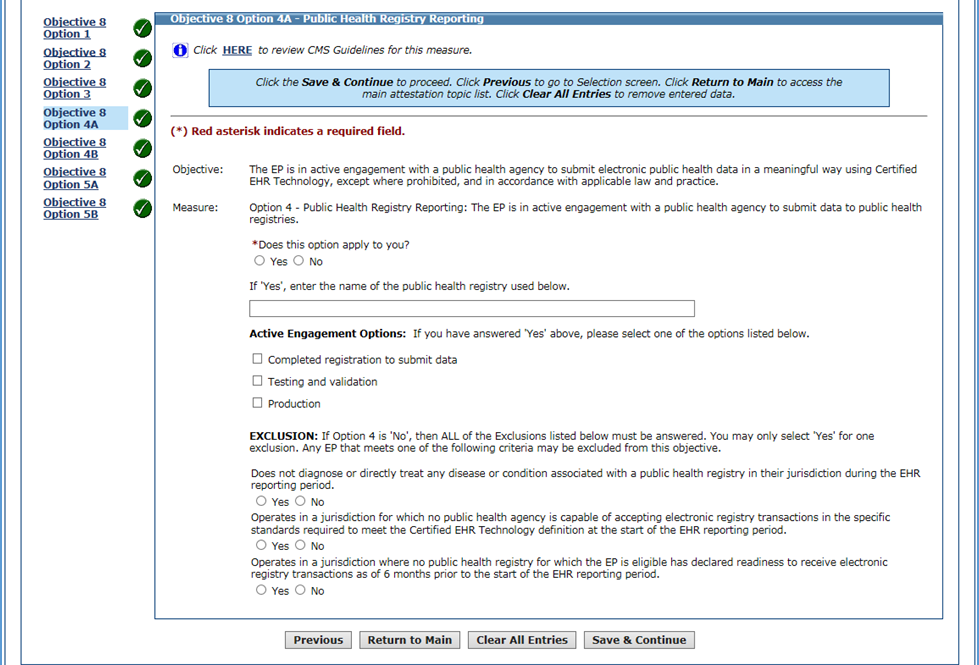 Objective 8
Option 1
Objective 8
Option 2
Objective 8
Option 3
Objective 8
Option 4A
Objective 8
Option 4B
Objective 8
Option 5A
Objective 8
Option 5B
Objective 8 Option 4A - Public Health Registry Reporting
Click HERE to review CMS Guidelines for this measure.
Click the Save & Continue to proceed. Click Previous to go to Selection screen. Click Return to Main to access the
main attestation topic list. Click Clear All Entries to remove entered data.
(*) Red asterisk indicates a required field.
Objective: The EP is in active engagement with a public health agency to submit electronic public health data in a meaningful way using Certified
EHR Technology, except where prohibited, and in accordance with applicable law and practice.
Measure: Option 4 - Public Health Registry Reporting: The EP is in active engagement with a public health agency to submit data to public health
registries.
*Does this option apply to you?
Yes No
If 'Yes', enter the name of the public health registry used below.
Active Engagement Options: If you have answered 'Yes' above, please select one of the options listed below.
Completed registration to submit data
Testing and validation
Production
EXCLUSION: If Option 4 is 'No', then ALL of the Exclusions listed below must be answered. You may only select 'Yes' for one
exclusion. Any EP that meets one of the following criteria may be excluded from this objective.
Does not diagnose or directly treat any disease or condition associated with a public health registry in their jurisdiction during the EHR
reporting period.
Yes No
Operates in a jurisdiction for which no public health agency is capable of accepting electronic registry transactions in the specific
standards required to meet the Certified EHR Technology definition at the start of the EHR reporting period.
Yes No
Operates in a jurisdiction where no public health registry for which the EP is eligible has declared readiness to receive electronic
registry transactions as of 6 months prior to the start of the EHR reporting period.
Yes No
Previous Return to Main Clear All Entries Save & Continue